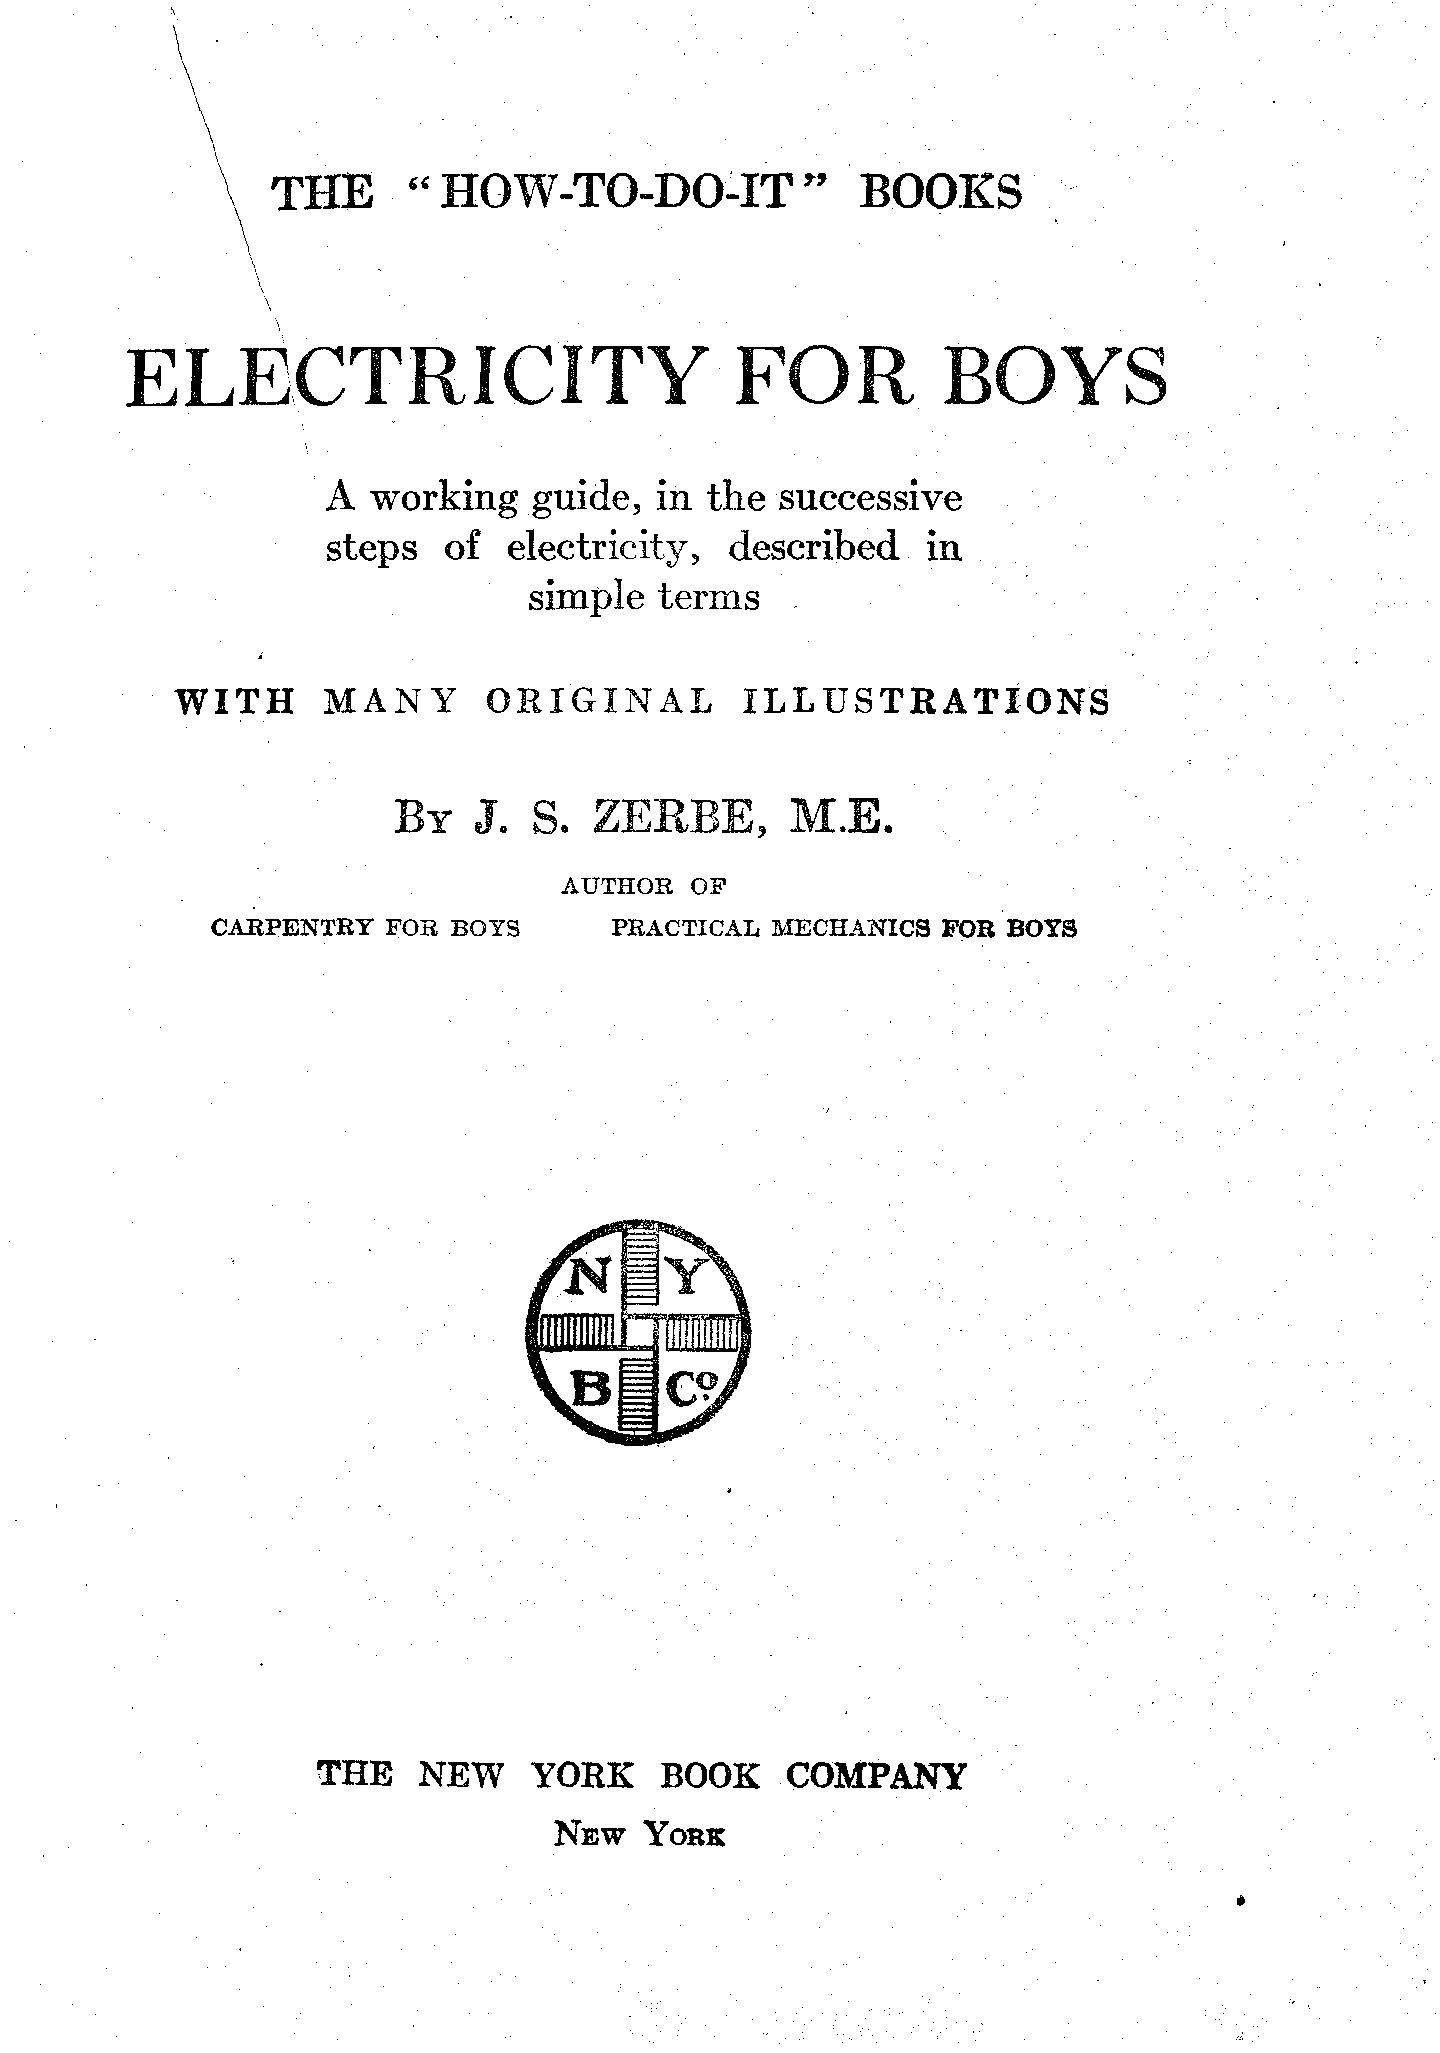 THE “HOW-TO-DO-IT” BOOKS
ELECTRICITY FOR BOYS
A working guide, in the successive
steps of electricity, described in
simple terms
WITH MANY ORIGINAL ILLUSTRATIONS
By J. S. ZERBE, M.E.
AUTHOR OF
CARPENTRY FOR BOYS PRACTICAL MECHANICS FOR BOYS
N Y
B Co.
THE NEW YORK BOOK COMPANY
New York